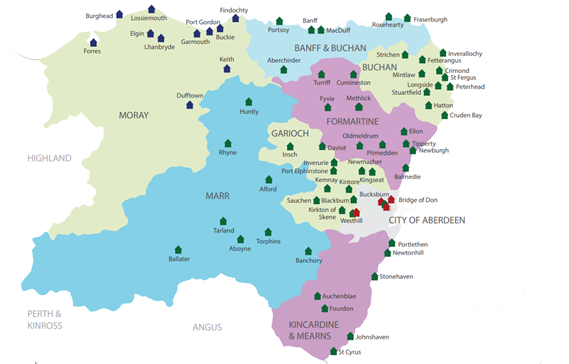 Burghead
Lossiemouth
Findochty
Port Gordon
Elgin
Buckie
Lhanbryde
Garmouth
Forres
Keith
Dufftown
MORAY
HIGHLAND
Portsoy
Banff
MacDuff
Rosehearty
Fraserburgh
BANFF & BUCHAN
Aberchirder
Strichen
BUCHAN
Inverallochy
Fetterangus
Crimond
Mintlaw
St Fergus
Longside
Peterhead
Stuartfield
Hatton
Cruden Bay
Turriff
Cumineston
Fyvie
Methlick
FORMARTINE
Huntly
GARIOCH
Oldmeldrum
Ellon
Tipperty
Pitmedden
Newburgh
Rhyne
Insch
Daviot
Inverurie
Newmacher
Port Elphinstone
Balmedie
Kemnay
Kintore
Kingseat
MARR
Alford
Bucksburn
Sauchen
Blackburn
Bridge of Don
Kirkton of
Skene
Westhill
CITY OF ABERDEEN
Tarland
Aboyne
Torphins
Portlethen
Newtonhill
Ballater
Banchory
Stonehaven
Auchenblae
Fourdon
PERTH &
KINROSS
ANGUS
KINCARDINE
& MEARNS
Johnshaven
St Cyrus